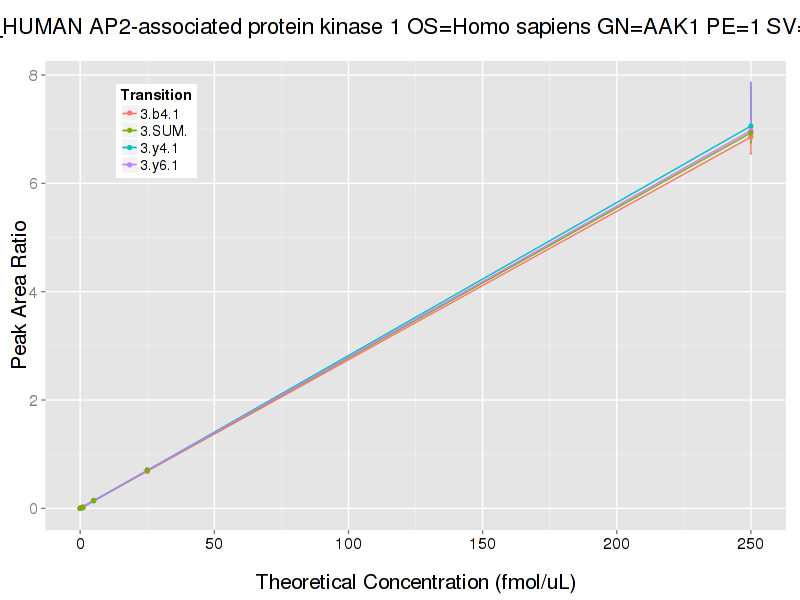 _HUMAN AP2-associated protein kinase 1 OS=Homo sapiens GN=AAK1 PE=1 SV=
Transition
3.b4.1
3.SUM.
3.y4.1
3.y6.1
8
6
4
2
0
Peak Area Ratio
0 50 100 150 200 250
Theoretical Concentration (fmol/uL)